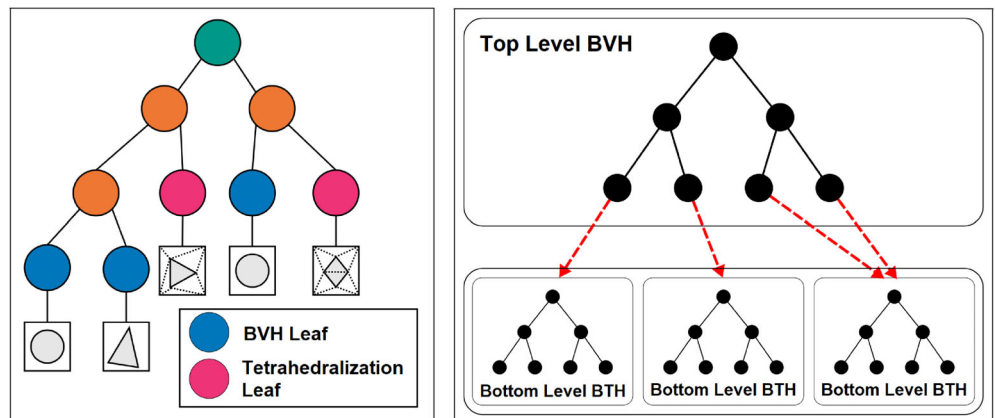 BVH Leaf
Tetrahedralization
Leaf
Top Level BVH
Bottom Level BTH
Bottom Level BTH
Bottom Level BTH